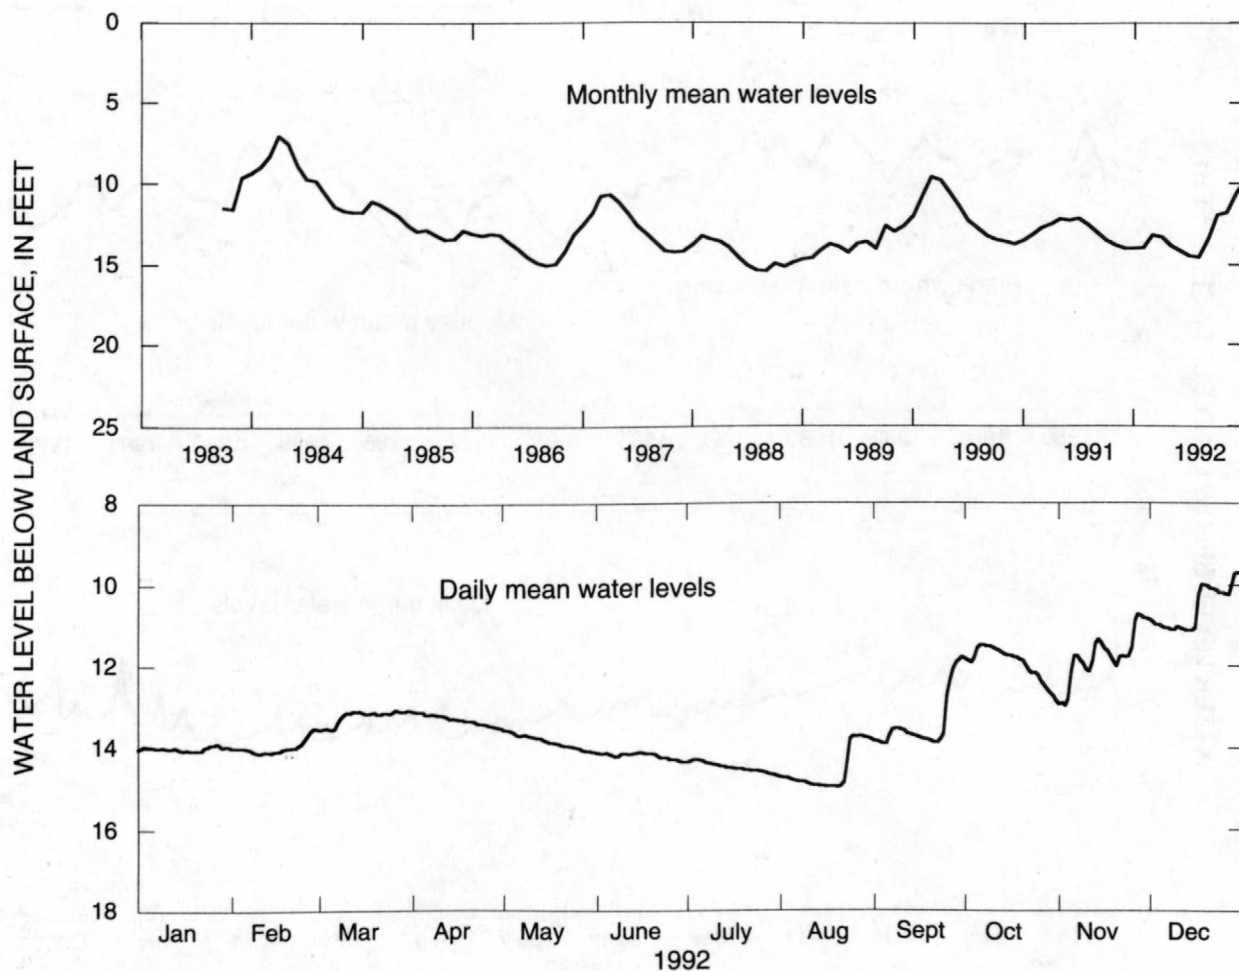 WATER LEVEL BELOW LAND SURFACE, IN FEET
0
5
10
15
20
25
Monthly mean water levels
1983 1984 1985 1986 1987 1988 1989 1990 1991 1992
8
10
12
14
16
18
Daily mean water levels
Jan Feb Mar Apr May June July Aug Sept Oct Nov Dec
1992